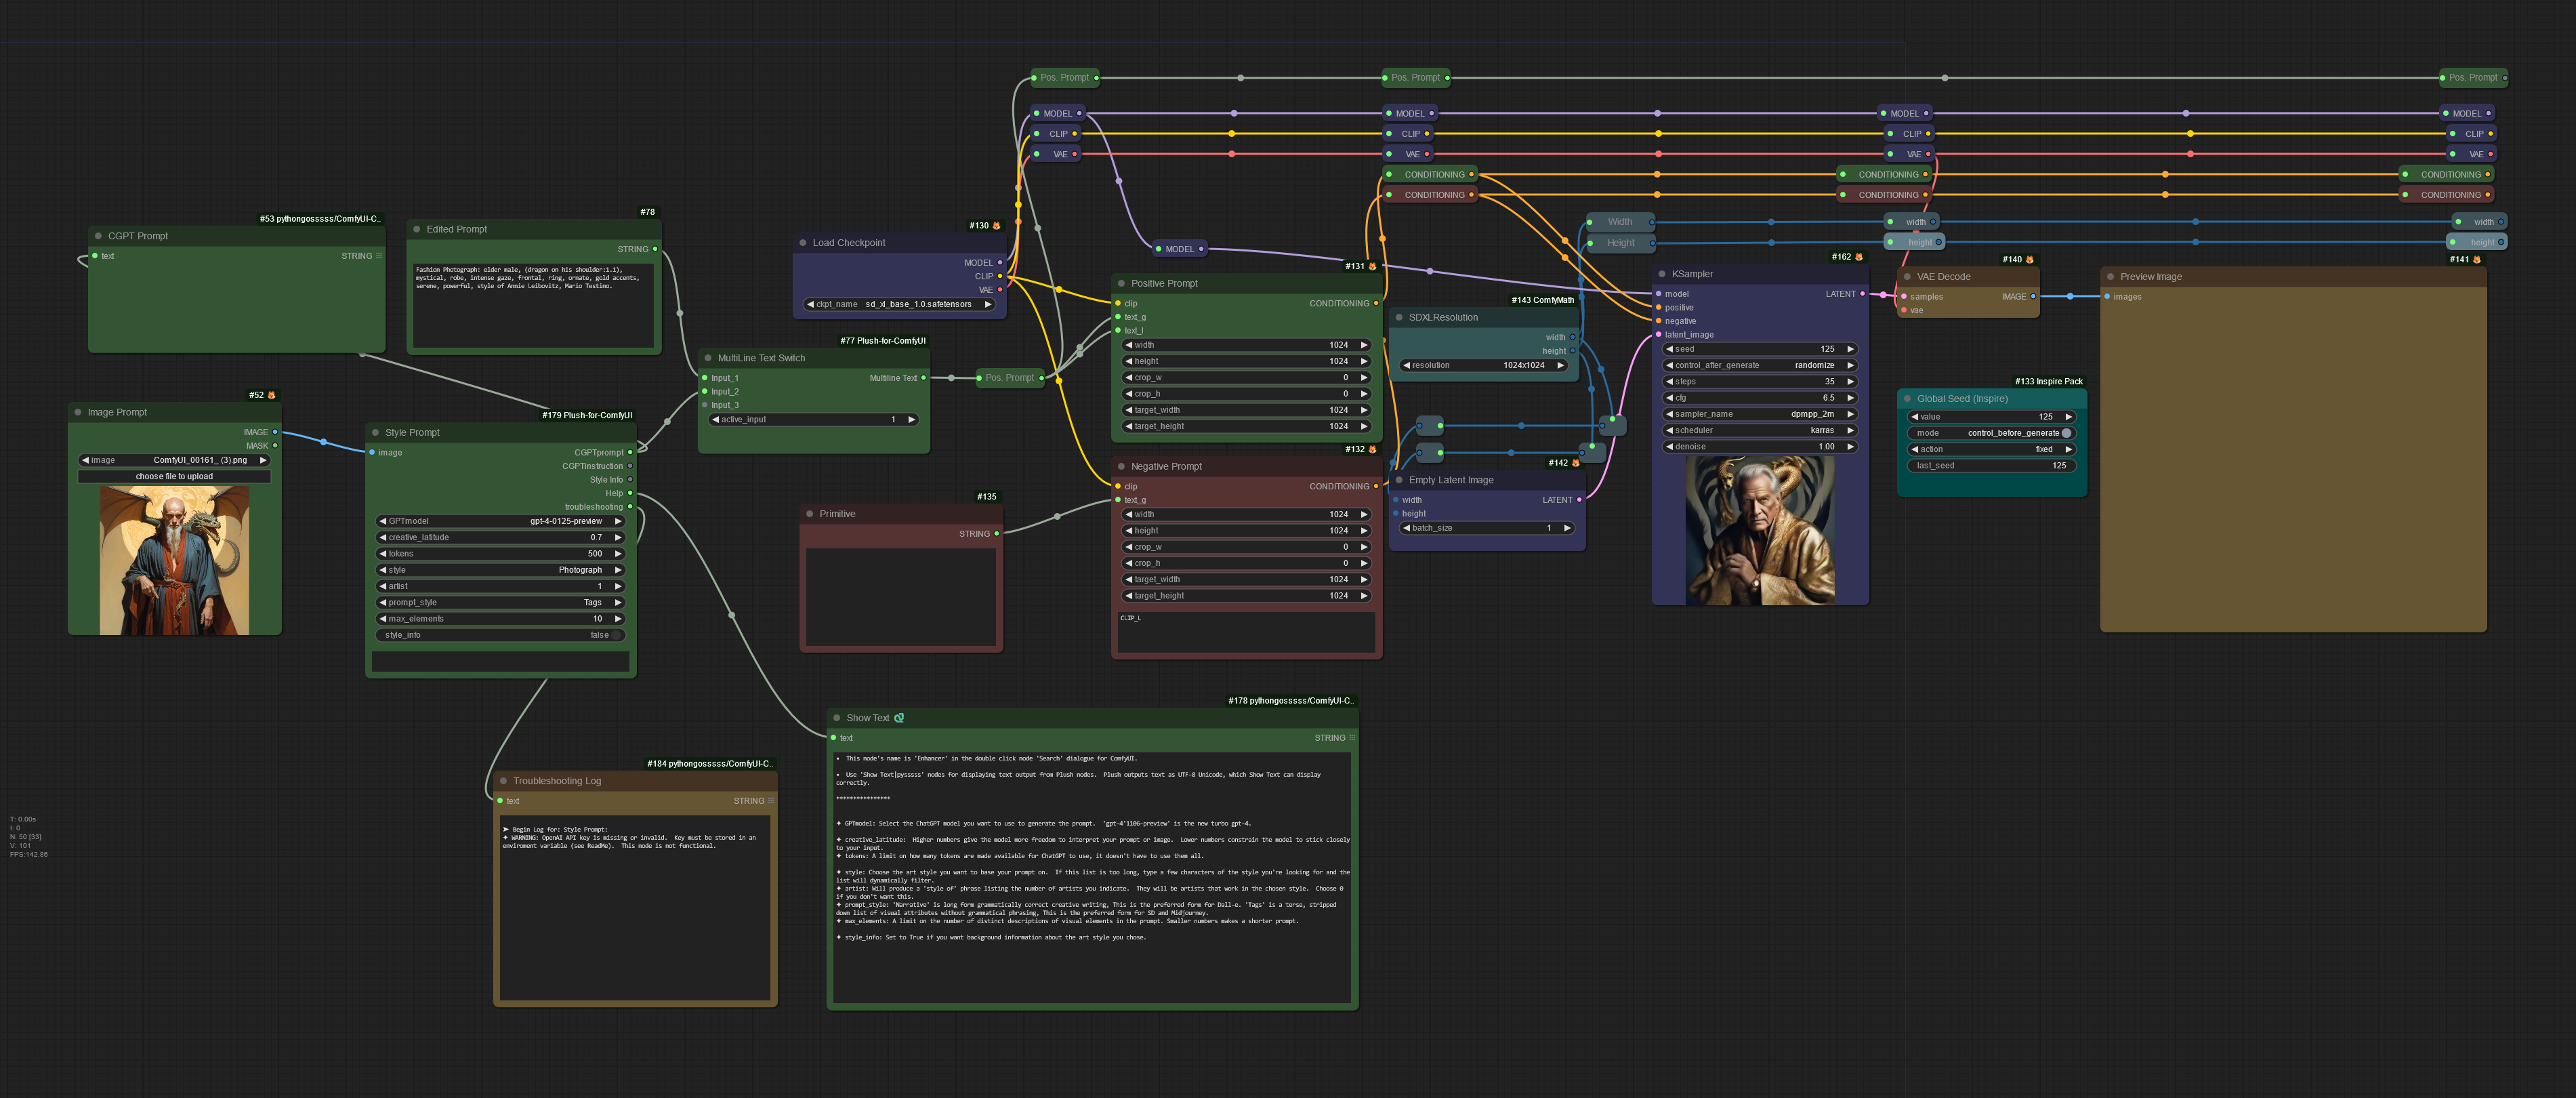 Pos. Prompt
Pos. Prompt
Pos. Prompt
MODEL
MODEL
MODEL
MODEL
CLIP
CLIP
CLIP
CLIP
VAE
VAE
VAE
VAE
CONDITIONING
CONDITIONING
CONDITIONING
CONDITIONING
CONDITIONING
CONDITIONING
Width
width
width
Height
height
height
#53 pythongosssss/ComfyUI-C..
CGPT Prompt
text
STRING
#78
Edited Prompt
STRING
Fashion Photograph: elder male, (dragon on his shoulder:1.1),
mystical, robe, intense gaze, frontal, ring, ornate, gold accents,
serene, powerful, style of Annie Leibovitz, Mario Testino.
#130
Load Checkpoint
MODEL
CLIP
VAE
ckpt_name sd_xl_base_1.0.safetensors
MODEL
#77 Plush-for-ComfyUI
MultiLine Text Switch
Input_1
Multiline Text
Input_2
Input_3
active_input 1
Pos. Prompt
#131
Positive Prompt
clip
CONDITIONING
text_g
text_l
width 1024
height 1024
crop_w 0
crop_h 0
target_width 1024
target_height 1024
#143 ComfyMath
SDXLResolution
width
height
resolution 1024x1024
#162
KSampler
model
LATENT
positive
negative
latent_image
seed 125
control_after_generate randomize
steps 35
cfg 6.5
sampler_name dpmpp_2m
scheduler karras
denoise 1.00
#140
VAE Decode
samples
IMAGE
vae
#141
Preview Image
images
#133 Inspire Pack
Global Seed (Inspire)
value 125
mode control_before_generate
action fixed
last_seed 125
#52
Image Prompt
IMAGE
MASK
image ComfyUI_00161_ (3).png
choose file to upload
#179 Plush-for-ComfyUI
Style Prompt
image
CGPTprompt
CGPTinstruction
Style Info
Help
troubleshooting
GPTmodel gpt-4-0125-preview
creative_latitude 0.7
tokens 500
style Photograph
artist 1
prompt_style Tags
max_elements 10
style_info false
#135
Primitive
STRING
#132
Negative Prompt
clip
CONDITIONING
text_g
width 1024
height 1024
crop_w 0
crop_h 0
target_width 1024
target_height 1024
CLIP_L
#142
Empty Latent Image
width
LATENT
height
batch_size 1
#178 pythongosssss/ComfyUI-C..
Show Text
text
STRING
• This node's name is 'Enhancer' in the double click node 'Search' dialogue for ComfyUI.
• Use 'Show Text|pysssss' nodes for displaying text output from Plush nodes. Plush outputs text as UTF-8 Unicode, which Show Text can display
correctly.
****************
✦ GPTmodel: Select the ChatGPT model you want to use to generate the prompt. 'gpt-4'1106-preview' is the new turbo gpt-4.
✦ creative_latitude: Higher numbers give the model more freedom to interpret your prompt or image. Lower numbers constrain the model to stick closely
to your input.
✦ tokens: A limit on how many tokens are made available for ChatGPT to use, it doesn't have to use them all.
✦ style: Choose the art style you want to base your prompt on. If this list is too long, type a few characters of the style you're looking for and the
list will dynamically filter.
✦ artist: Will produce a 'style of' phrase listing the number of artists you indicate. They will be artists that work in the chosen style. Choose 0
if you don't want this.
✦ prompt_style: 'Narrative' is long form grammatically correct creative writing, This is the preferred form for Dall-e. 'Tags' is a terse, stripped
down list of visual attributes without grammatical phrasing, This is the preferred form for SD and Midjourney.
✦ max_elements: A limit on the number of distinct descriptions of visual elements in the prompt. Smaller numbers makes a shorter prompt.
✦ style_info: Set to True if you want background information about the art style you chose.
#184 pythongosssss/ComfyUI-C..
Troubleshooting Log
text
STRING
➤ Begin Log for: Style Prompt:
✦ WARNING: OpenAI API key is missing or invalid. Key must be stored in an
enviroment variable (see ReadMe). This node is not functional.
T: 0.00s
I: 0
N: 50 [33]
V: 101
FPS:142.88